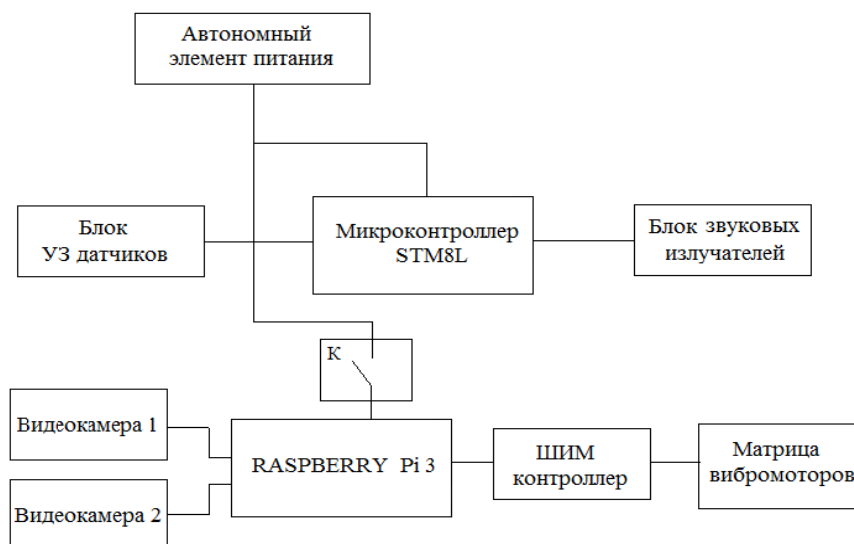 Автономный
элемент питания
Блок
УЗ датчиков
Микроконтроллер
STM8L
Блок звуковых
излучателей
К
Видеокамера 1
Видеокамера 2
RASPBERRY Pi 3
ШИМ
контроллер
Матрица
вибромоторов